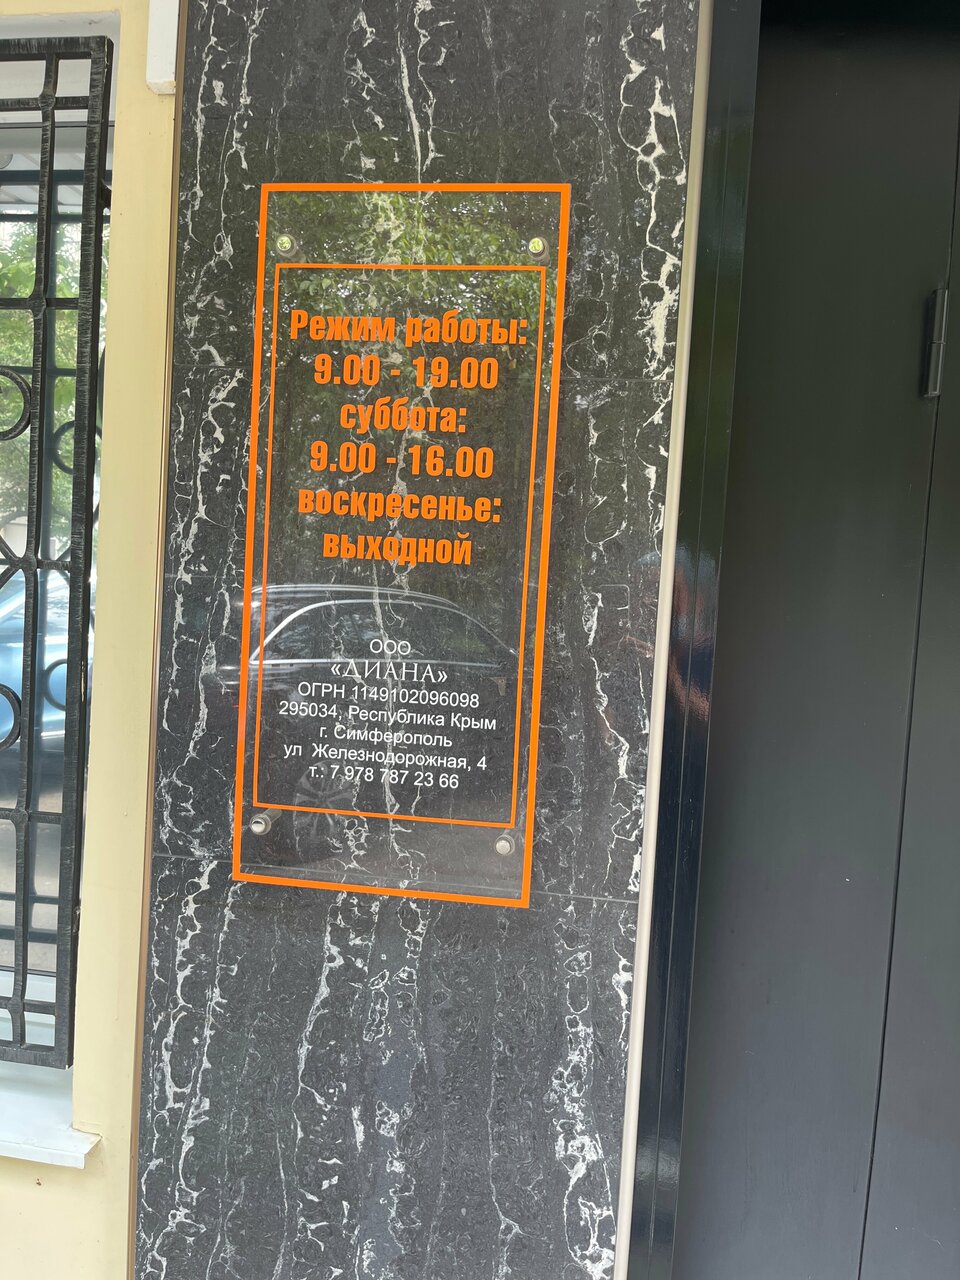 Режим работы:
9.00 - 19.00
суббота:
9.00 - 16.00
воскресенье:
выходной
ООО
«ДИАНА»
ОГРН 1149102096098
295034, Республика Крым
г. Симферополь
ул Железнодорожная, 4
т.: 7 978 787 23 66